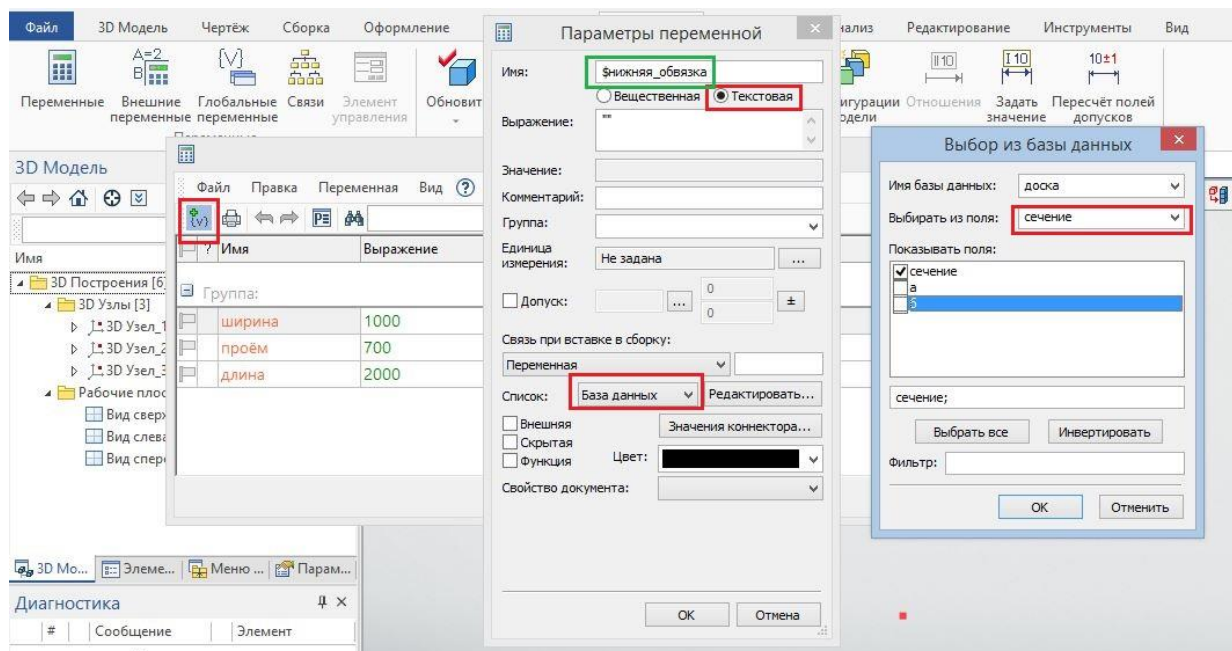 Файл 3D Модель Чертёж Сборка Оформление нализ Редактирование Инструменты Вид
Переменные
Внешние переменные
Глобальные переменные
Связи
Элемент управления
Обновит
игурации
одели
Отношения
Задать значение
Пересчёт полей допусков
3D Модель
Имя
3D Построения [6]
3D Узлы [3]
3D Узел_1
3D Узел_2
3D Узел_3
Рабочие плос
Вид сверх
Вид слева
Вид спер
3D Мо... Элеме... Меню ... Парам...
Диагностика
# Сообщение Элемент
Файл Правка Переменная Вид
? Имя Выражение
Группа:
ширина 1000
проём 700
длина 2000
Параметры переменной
Имя: $нижняя_обвязка
Вещественная Текстовая
Выражение: ""
Значение:
Комментарий:
Группа:
Единица измерения: Не задана ...
Допуск: ... 0 ±
0
Связь при вставке в сборку:
Переменная
Список: База данных Редактировать...
Внешняя Значения коннектора...
Скрытая
Функция Цвет:
Свойство документа:
OK Отмена
Выбор из базы данных
Имя базы данных: доска
Выбирать из поля: сечение
Показывать поля:
сечение
а
сечение;
Выбрать все Инвертировать
Фильтр:
OK Отменить